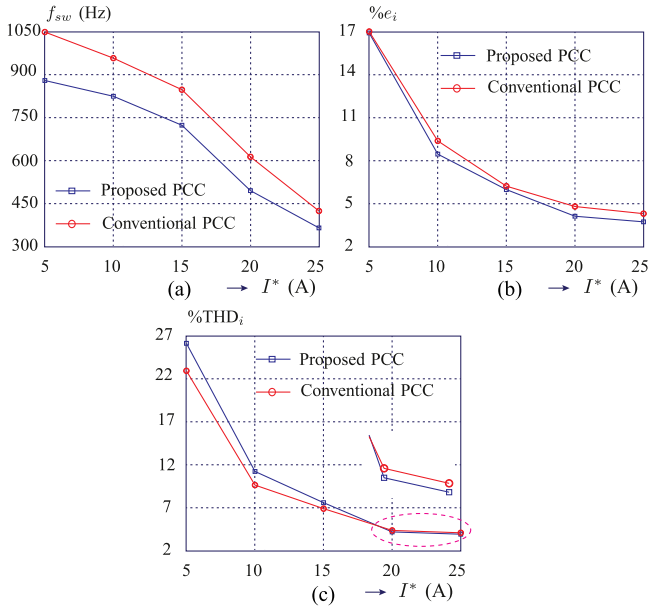 f_sw (Hz)
1050
900
750
600
450
300
Proposed PCC
Conventional PCC
5 10 15 20 25
(a) → I* (A)
%e_i
17
14
11
8
5
2
Proposed PCC
Conventional PCC
5 10 15 20 25
(b) → I* (A)
%THD_i
27
22
17
12
7
2
Proposed PCC
Conventional PCC
5 10 15 20 25
(c) → I* (A)